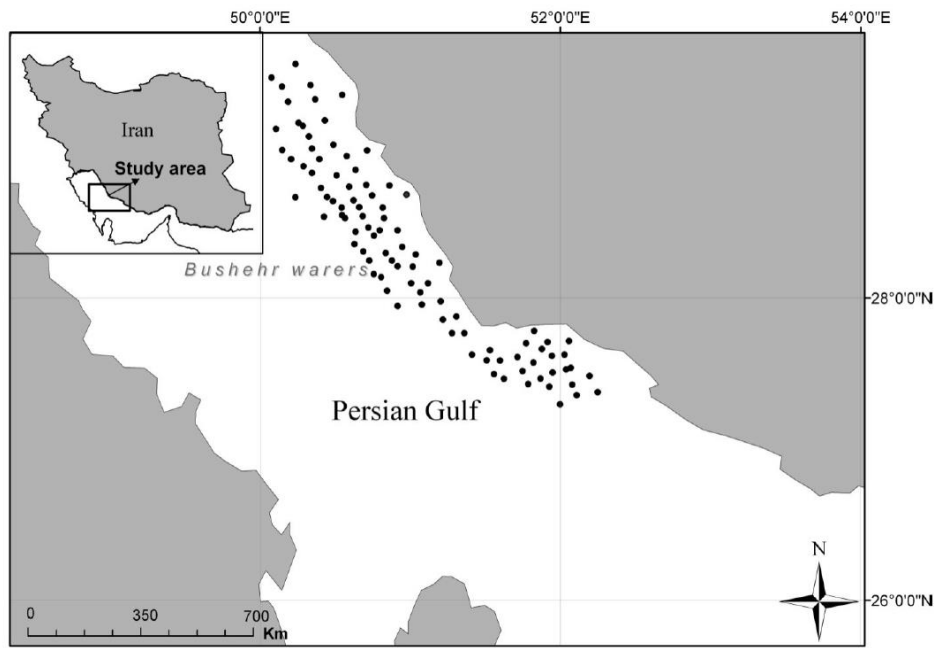 50°0'0"E
52°0'0"E
54°0'0"E
Iran
Study area
Bushehr warers
28°0'0"N
Persian Gulf
N
26°0'0"N
0
350
700
Km